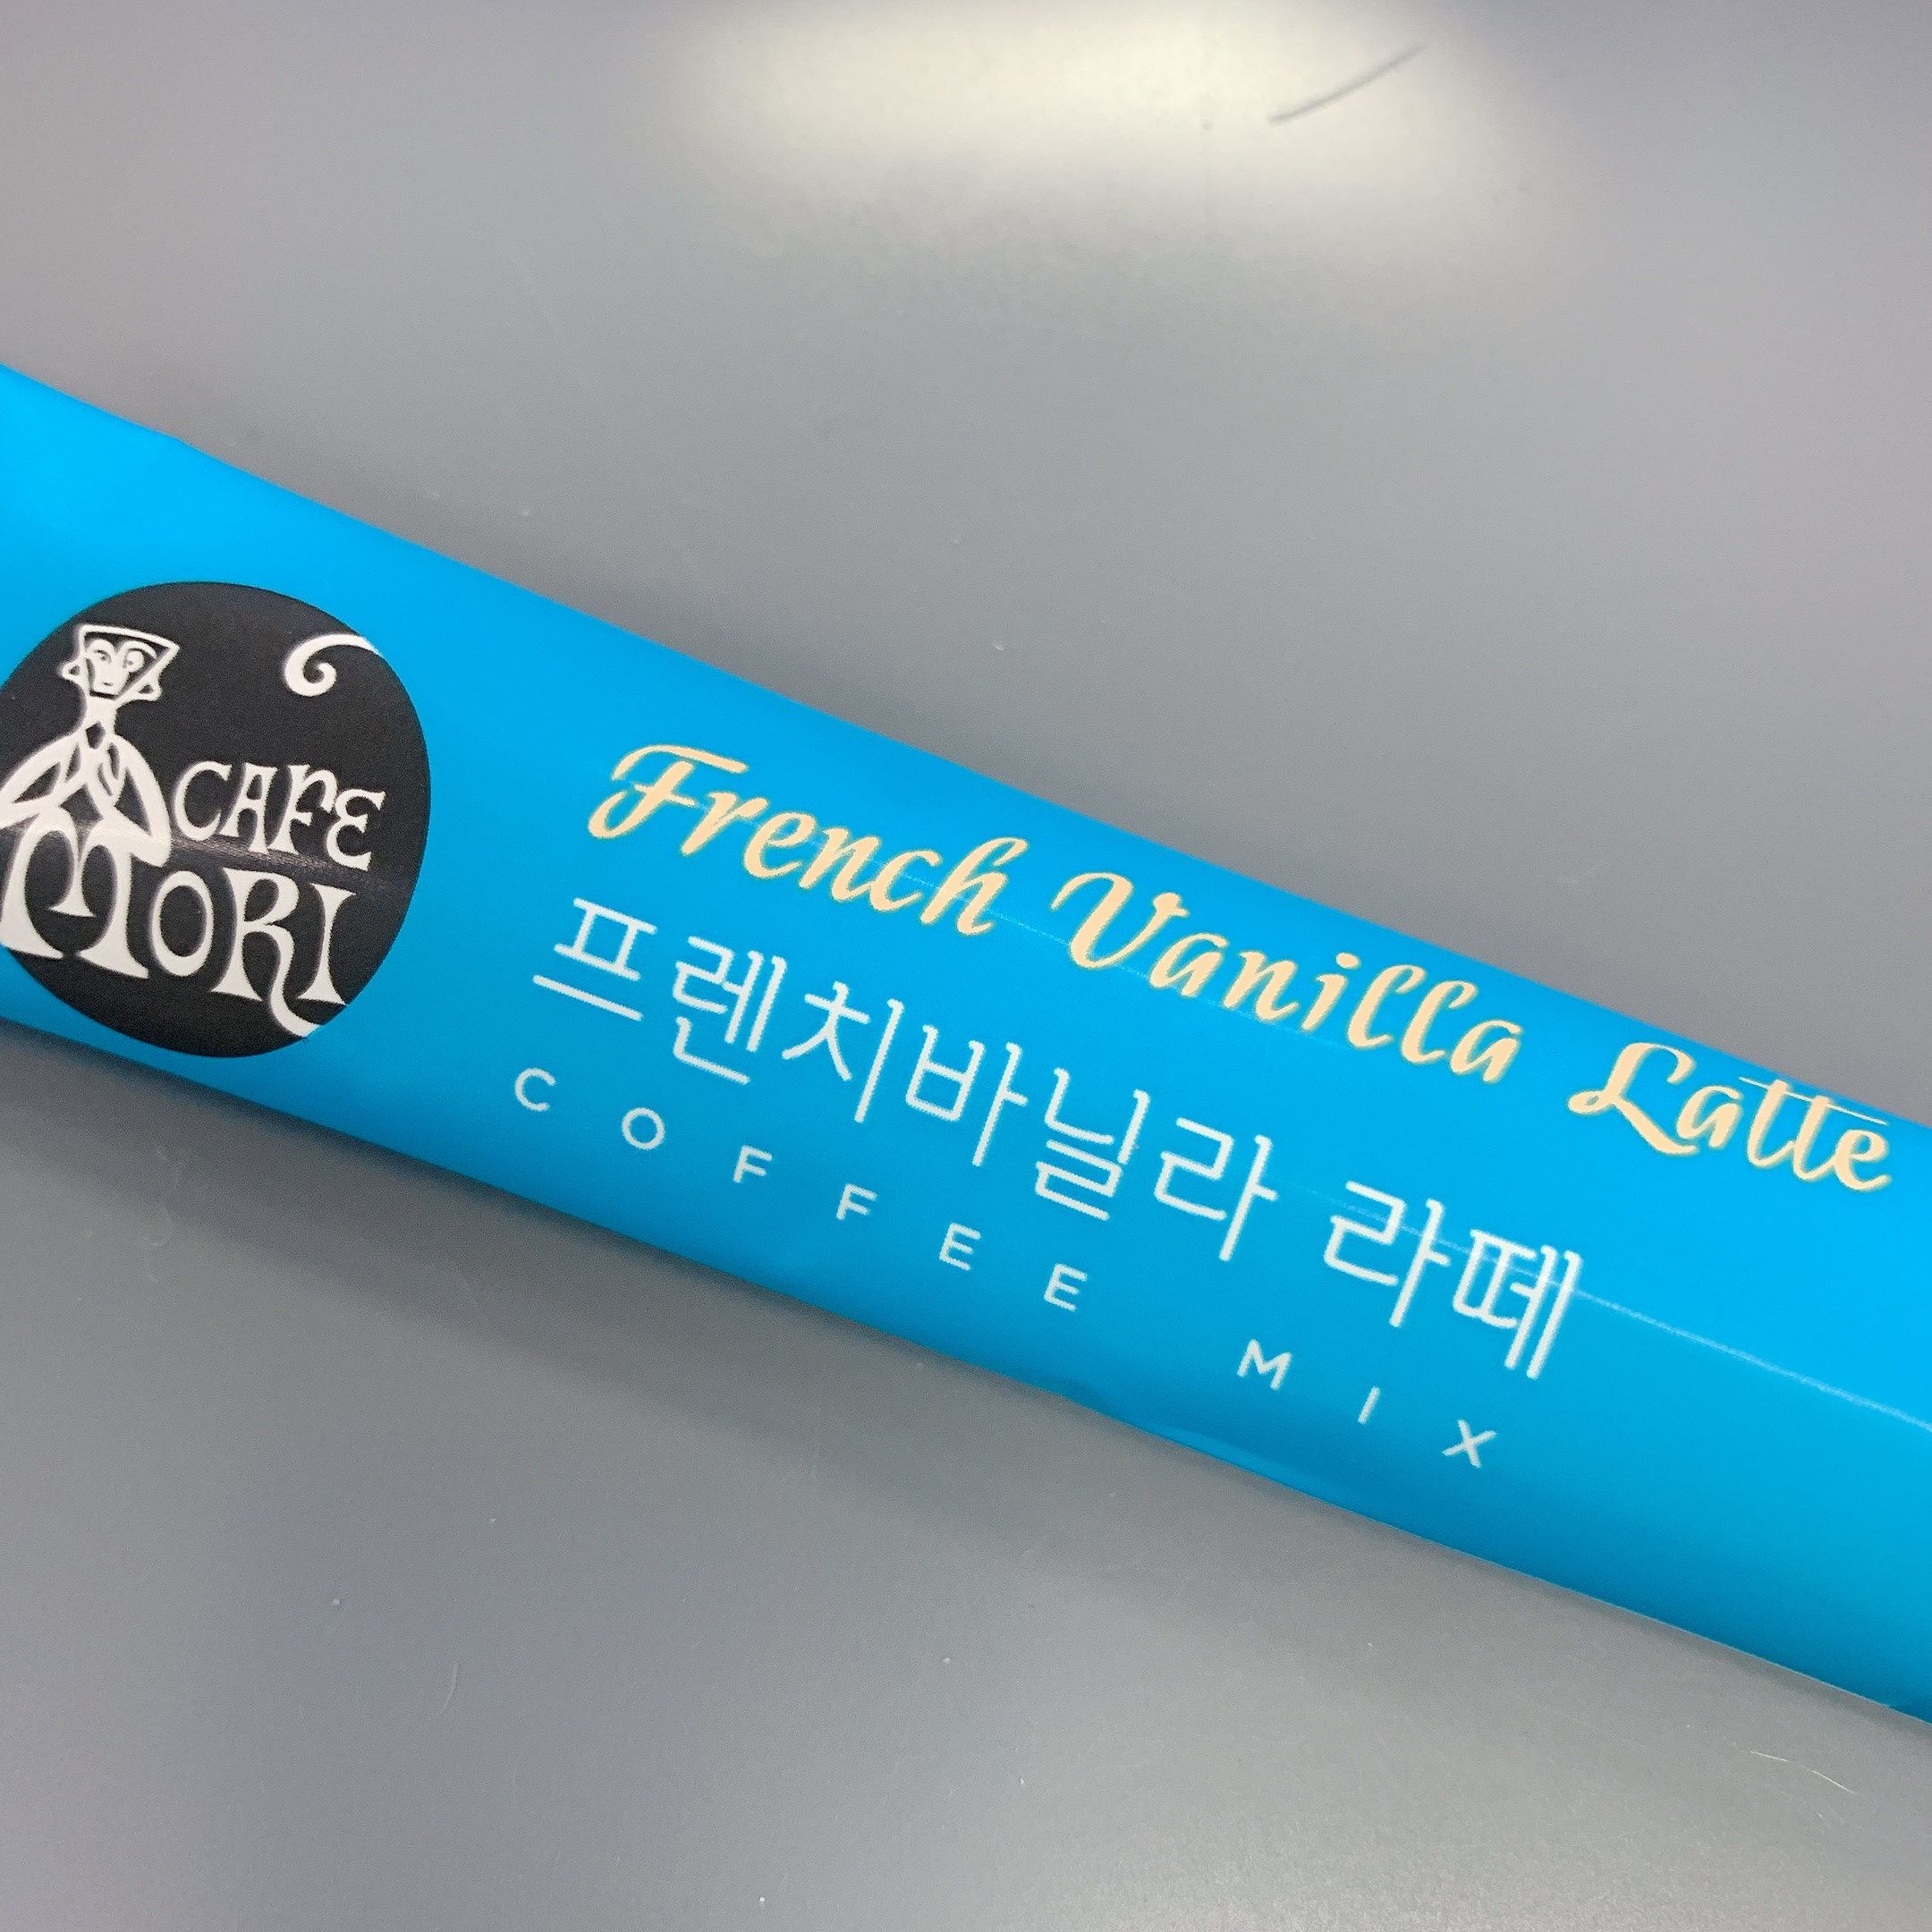 CAFE
MORI
French Vanilla Latte
프렌치바닐라 라떼
COFFEE MIX